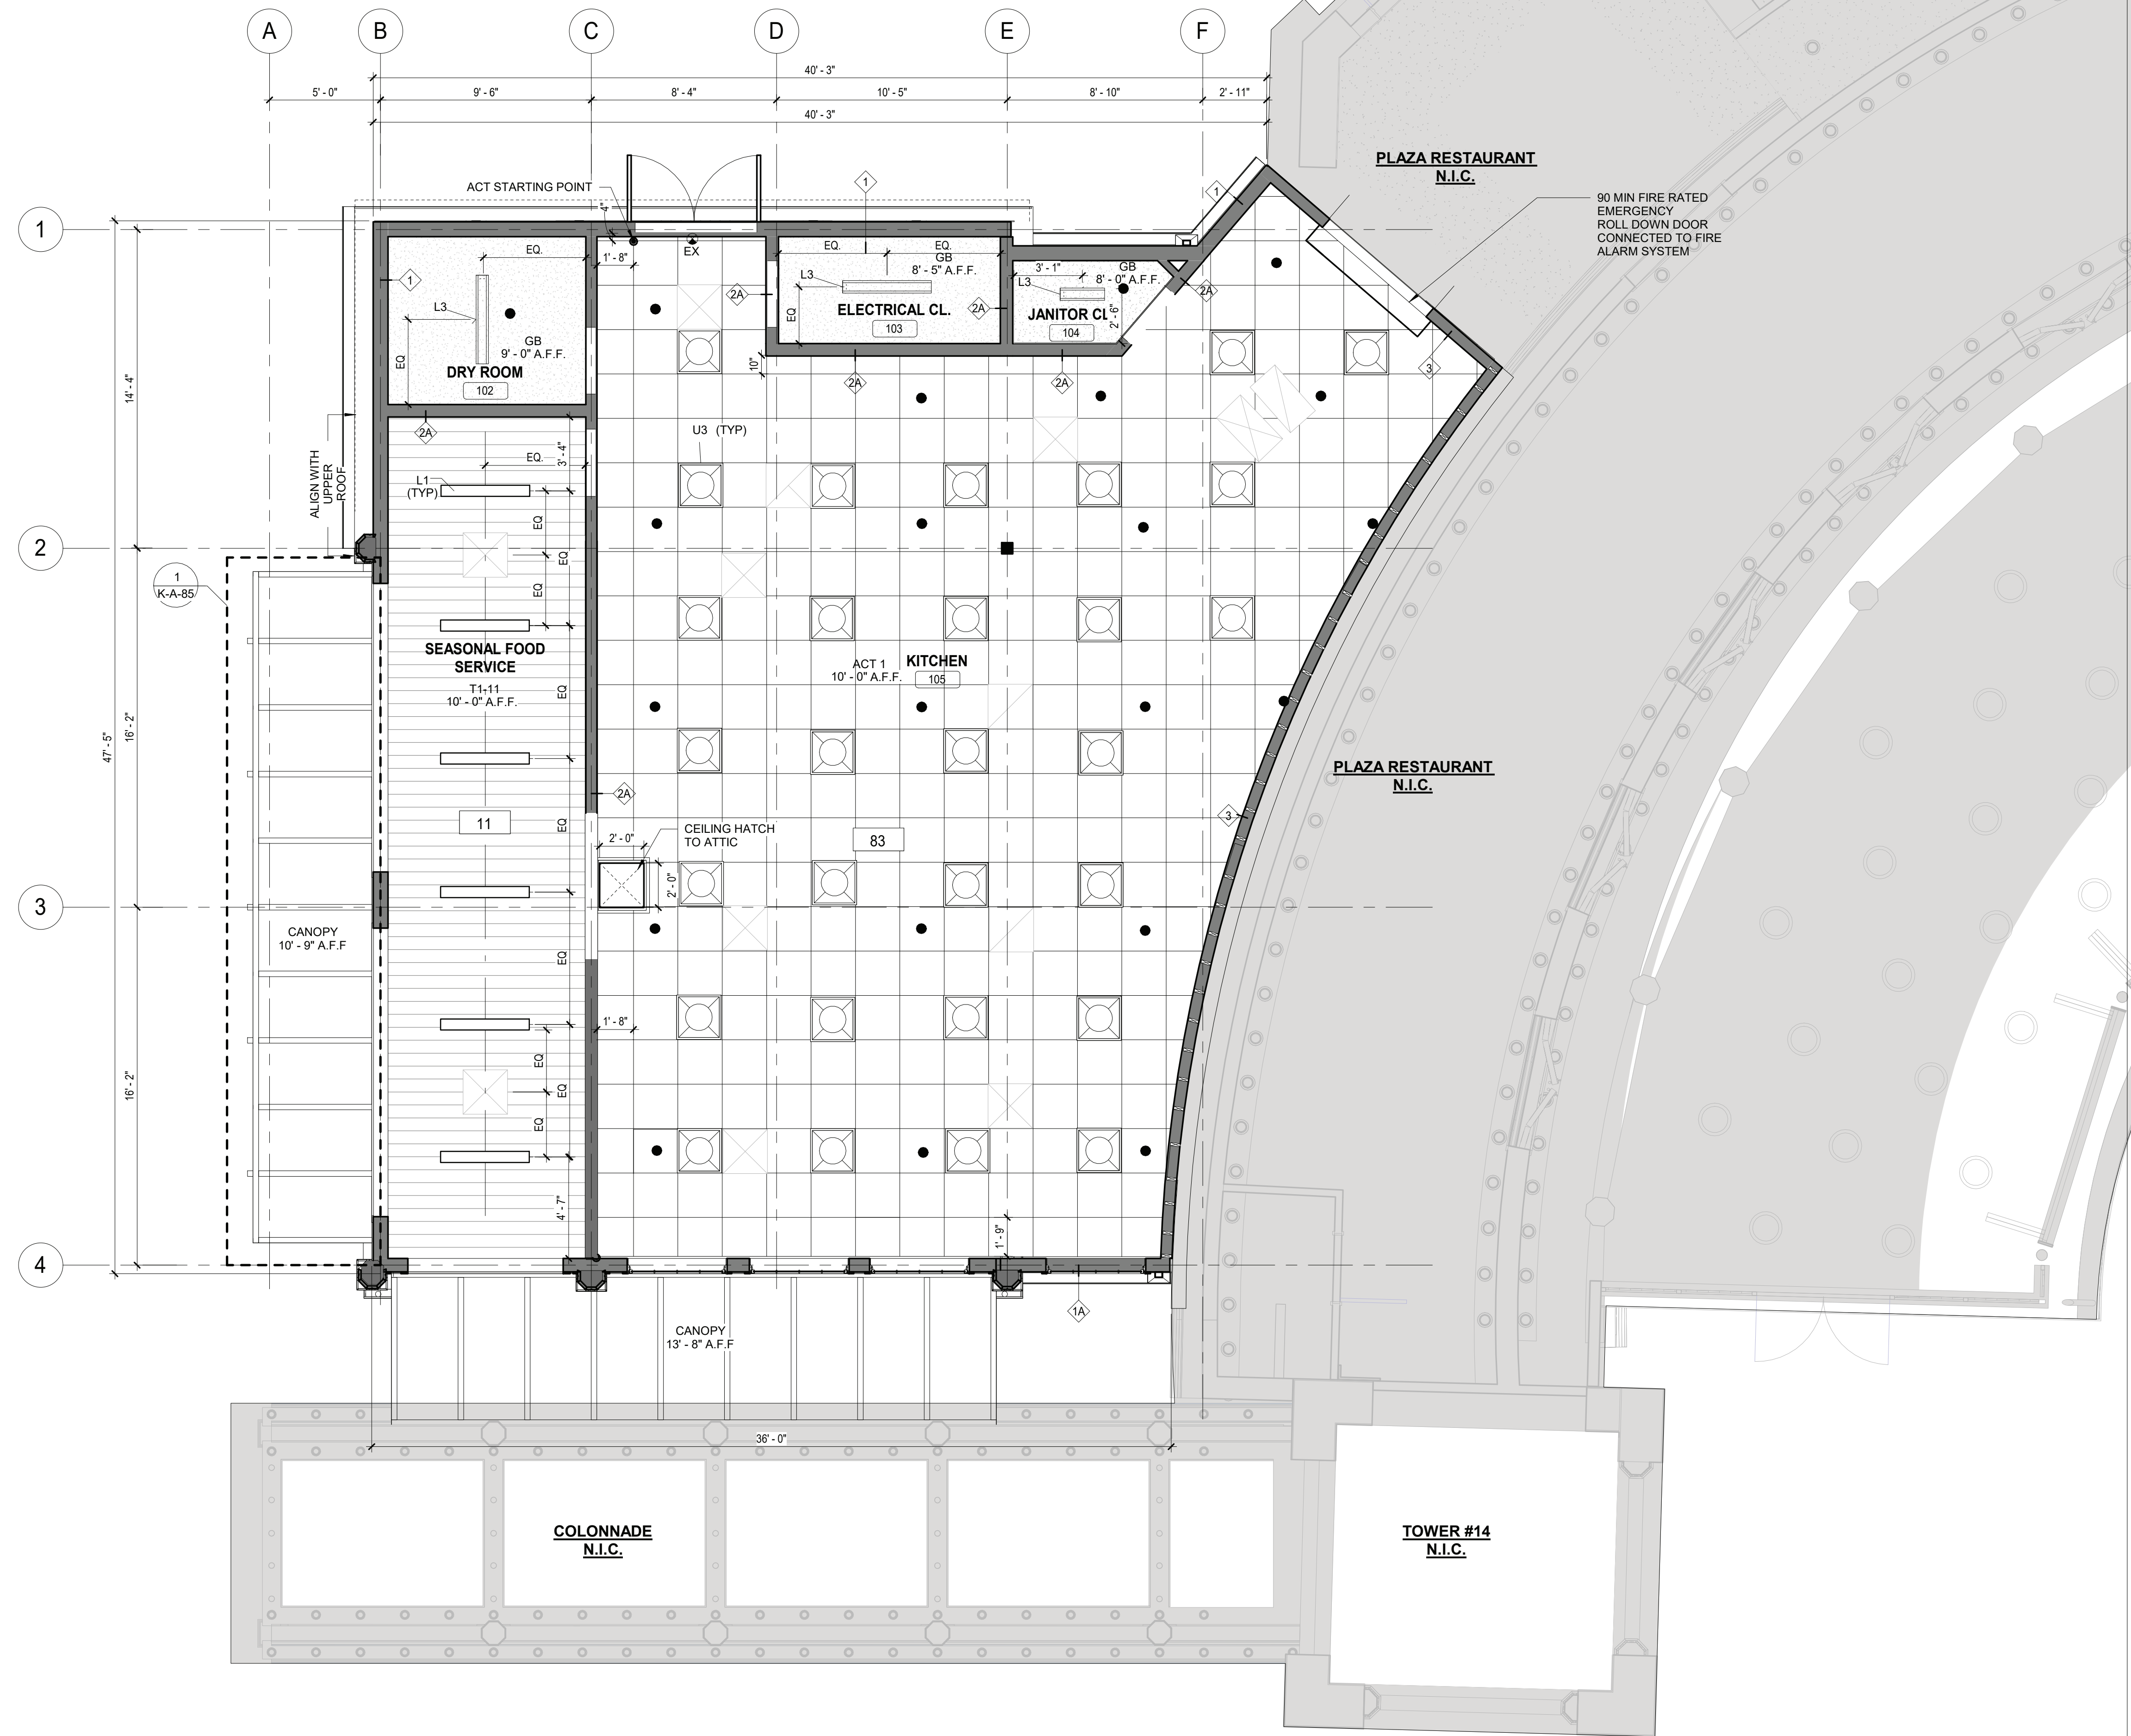 A
B
C
D
E
F
40' - 3"
5' - 0"
9' - 6"
8' - 4"
10' - 5"
8' - 10"
2' - 11"
40' - 3"
PLAZA RESTAURANT
N.I.C.
ACT STARTING POINT
4"
1
1
90 MIN FIRE RATED
EMERGENCY
ROLL DOWN DOOR
CONNECTED TO FIRE
ALARM SYSTEM
1
EX
EQ.
1' - 8"
EQ.
EQ.
GB
8' - 5" A.F.F.
3' - 1"
GB
8' - 0" A.F.F.
1
L3
L3
L3
2A
2A
2A
EQ
ELECTRICAL CL.
103
JANITOR CL
104
2' - 6"
GB
9' - 0" A.F.F.
EQ
DRY ROOM
102
10"
2A
2A
3
14' - 4"
2A
U3 (TYP)
ALIGN WITH
UPPER
ROOF
EQ.
3' - 4"
L1
(TYP)
EQ
EQ
EQ
2
1
K-A-85
SEASONAL FOOD
SERVICE
T1-11
10' - 0" A.F.F.
EQ
ACT 1
10' - 0" A.F.F.
KITCHEN
105
47' - 5"
16' - 2"
PLAZA RESTAURANT
N.I.C.
2A
3
11
EQ
CEILING HATCH
TO ATTIC
83
2' - 0"
2' - 0"
3
CANOPY
10' - 9" A.F.F
EQ
1' - 8"
16' - 2"
EQ
EQ
EQ
4' - 7"
1' - 9"
4
1A
CANOPY
13' - 8" A.F.F
36' - 0"
COLONNADE
N.I.C.
TOWER #14
N.I.C.